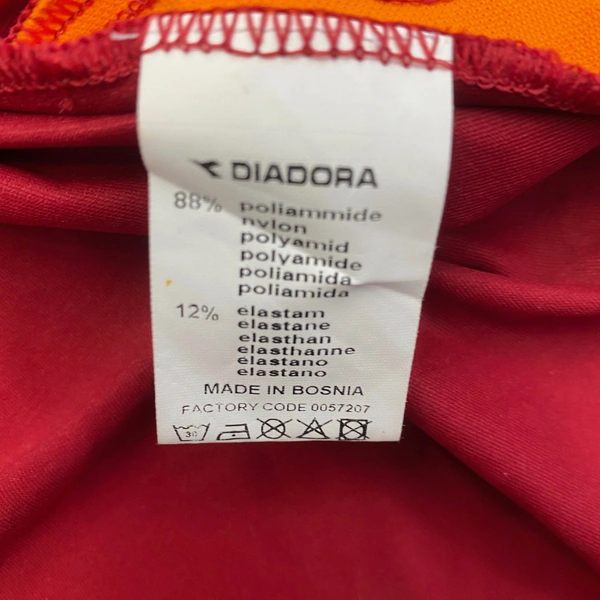 DIADORA
88% poliammide
nylon
polyamid
polyamide
poliamida
poliamida
12% elastam
elastane
elasthan
elasthanne
elastano
elastano
MADE IN BOSNIA
FACTORY CODE 0057207
30